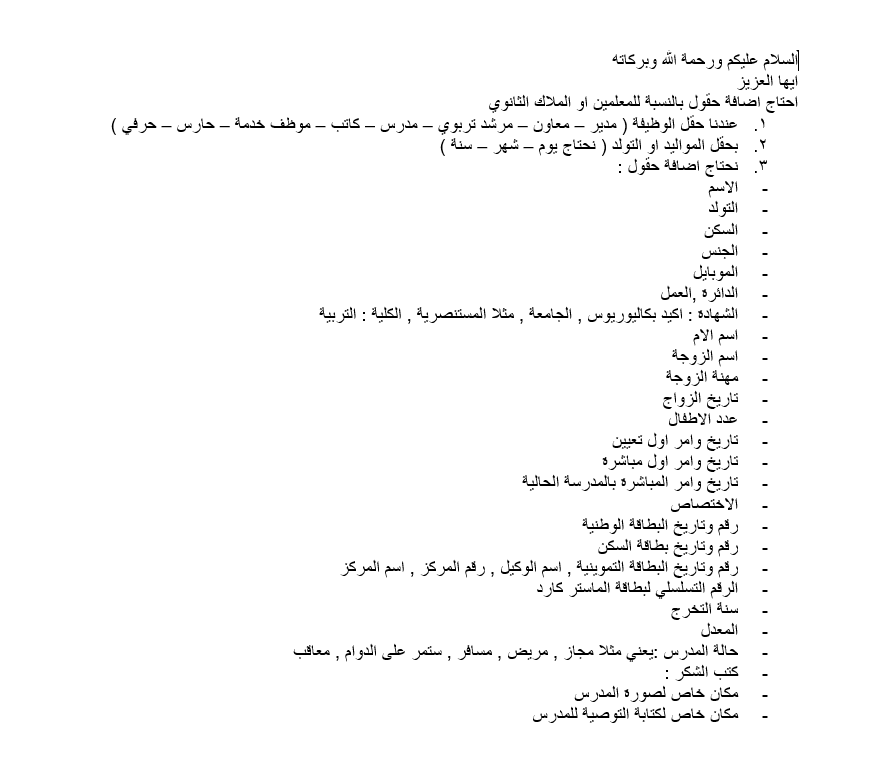 السلام عليكم ورحمة الله وبركاته
ايها العزيز
احتاج اضافة حقول بالنسبة للمعلمين او الملاك الثانوي
١. عندنا حقل الوظيفة ( مدير – معاون – مرشد تربوي – مدرس – كاتب – موظف خدمة – حارس – حرفي )
٢. بحقل المواليد او التولد ( نحتاج يوم – شهر – سنة )
٣. نحتاج اضافة حقول :
- الاسم
- التولد
- السكن
- الجنس
- الموبايل
- الدائرة ,العمل
- الشهادة : اكيد بكاليوريوس , الجامعة , مثلا المستنصرية , الكلية : التربية
- اسم الام
- اسم الزوجة
- مهنة الزوجة
- تاريخ الزواج
- عدد الاطفال
- تاريخ وامر اول تعيين
- تاريخ وامر اول مباشرة
- تاريخ وامر المباشرة بالمدرسة الحالية
- الاختصاص
- رقم وتاريخ البطاقة الوطنية
- رقم وتاريخ بطاقة السكن
- رقم وتاريخ البطاقة التموينية , اسم الوكيل , رقم المركز , اسم المركز
- الرقم التسلسلي لبطاقة الماستر كارد
- سنة التخرج
- المعدل
- حالة المدرس :يعني مثلا مجاز , مريض , مسافر , ستمر على الدوام , معاقب
- كتب الشكر :
- مكان خاص لصورة المدرس
- مكان خاص لكتابة التوصية للمدرس